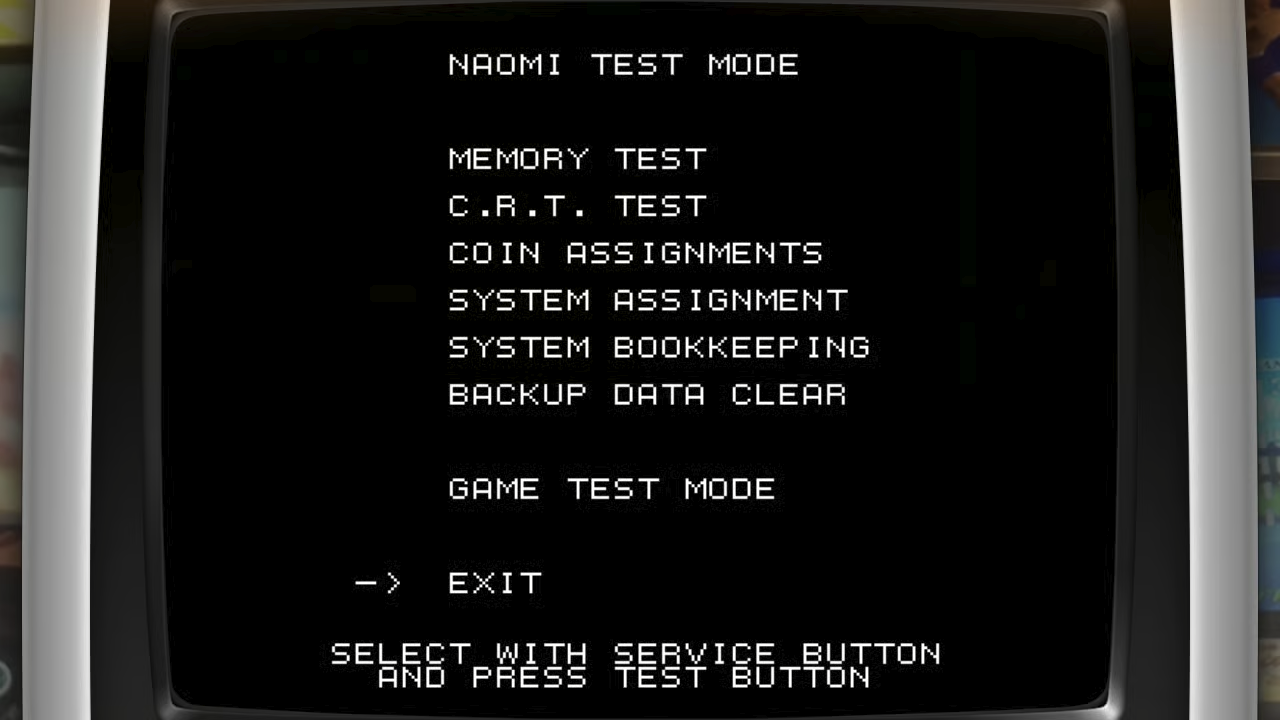 NAOMI TEST MODE
MEMORY TEST
C.R.T. TEST
COIN ASSIGNMENTS
SYSTEM ASSIGNMENT
SYSTEM BOOKKEEPING
BACKUP DATA CLEAR
GAME TEST MODE
-> EXIT
SELECT WITH SERVICE BUTTON
AND PRESS TEST BUTTON